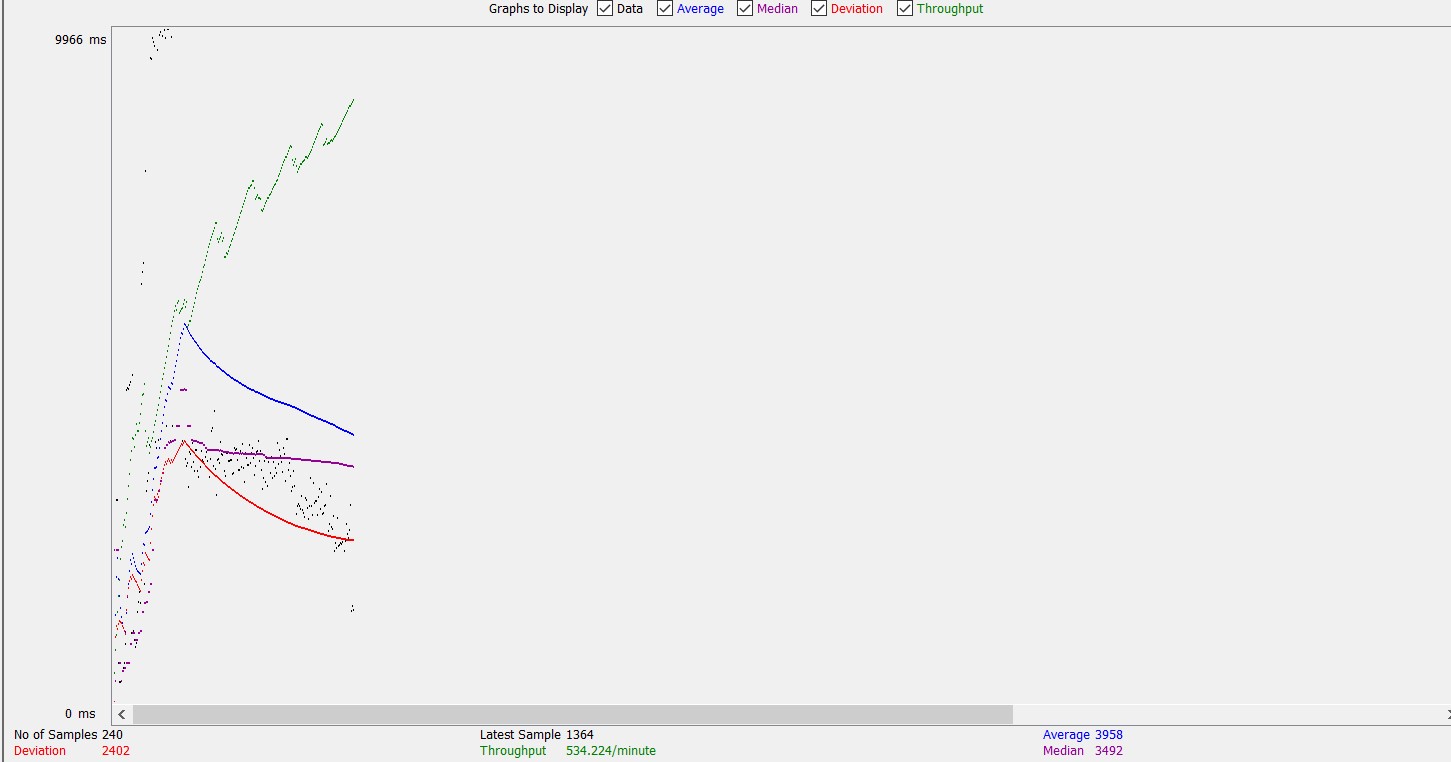 Graphs to Display Data Average Median Deviation Throughput
9966 ms
0 ms
No of Samples 240 Latest Sample 1364 Average 3958
Deviation 2402 Throughput 534.224/minute Median 3492